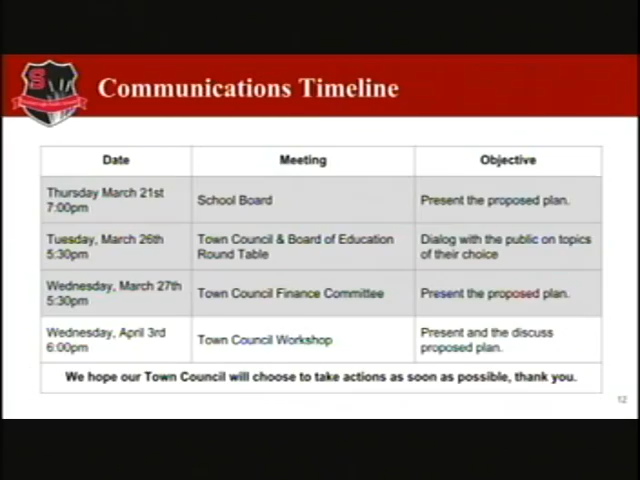 S
Communications Timeline
Date Meeting Objective
Thursday March 21st
7:00pm
School Board
Present the proposed plan.
Tuesday, March 26th
5:30pm
Town Council & Board of Education
Round Table
Dialog with the public on topics
of their choice
Wednesday, March 27th
5:30pm
Town Council Finance Committee
Present the proposed plan.
Wednesday, April 3rd
6:00pm
Town Council Workshop
Present and the discuss
proposed plan.
We hope our Town Council will choose to take actions as soon as possible, thank you.
12